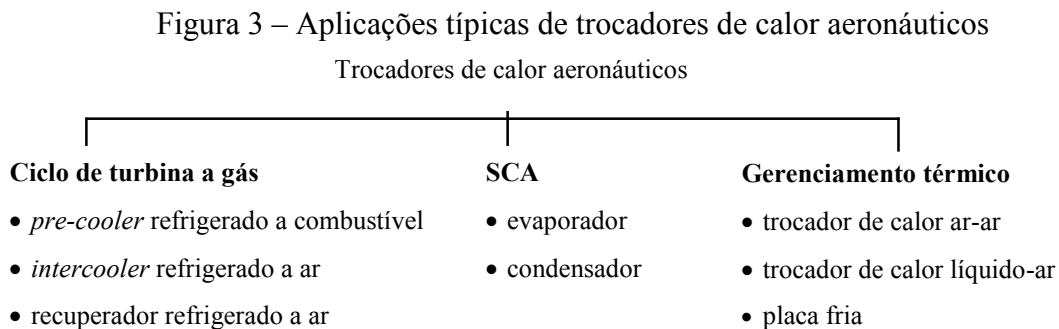 Figura 3 – Aplicações típicas de trocadores de calor aeronáuticos
Trocadores de calor aeronáuticos
Ciclo de turbina a gás
• pre-cooler refrigerado a combustível
• intercooler refrigerado a ar
• recuperador refrigerado a ar
SCA
• evaporador
• condensador
Gerenciamento térmico
• trocador de calor ar-ar
• trocador de calor líquido-ar
• placa fria